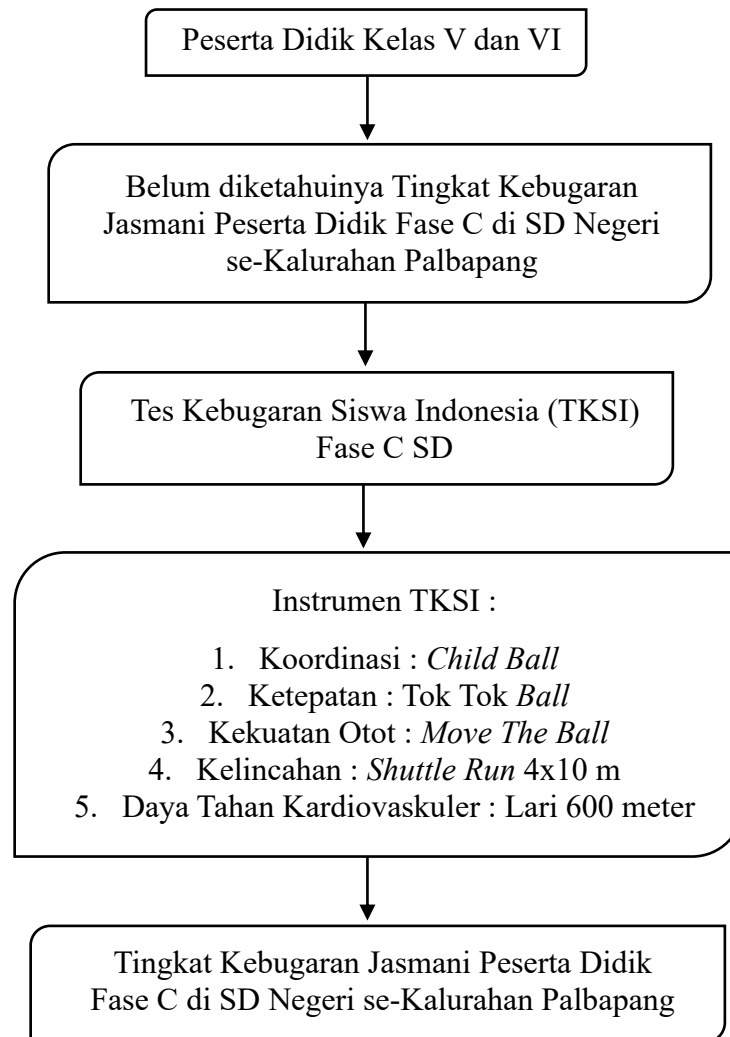 Peserta Didik Kelas V dan VI
Belum diketahuinya Tingkat Kebugaran
Jasmani Peserta Didik Fase C di SD Negeri
se-Kalurahan Palbapang
Tes Kebugaran Siswa Indonesia (TKSI)
Fase C SD
Instrumen TKSI :
1. Koordinasi : Child Ball
2. Ketepatan : Tok Tok Ball
3. Kekuatan Otot : Move The Ball
4. Kelincahan : Shuttle Run 4x10 m
5. Daya Tahan Kardiovaskuler : Lari 600 meter
Tingkat Kebugaran Jasmani Peserta Didik
Fase C di SD Negeri se-Kalurahan Palbapang